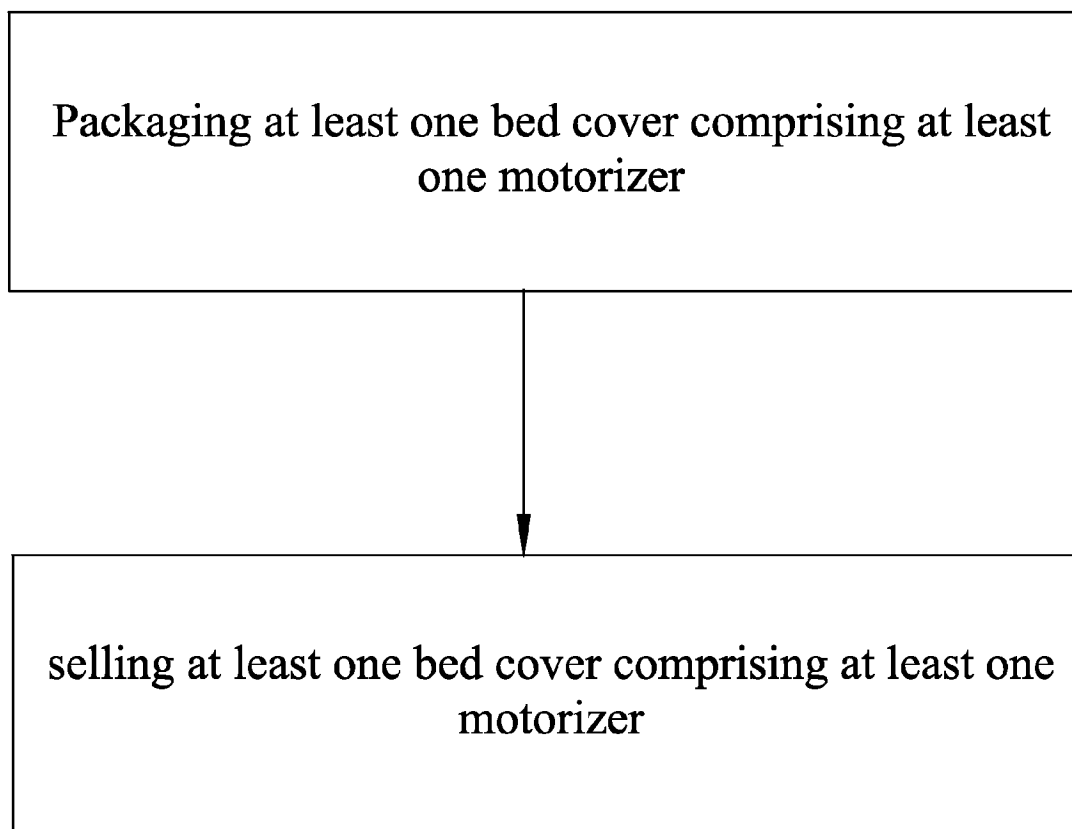 Packaging at least one bed cover comprising at least
one motorizer
selling at least one bed cover comprising at least one
motorizer